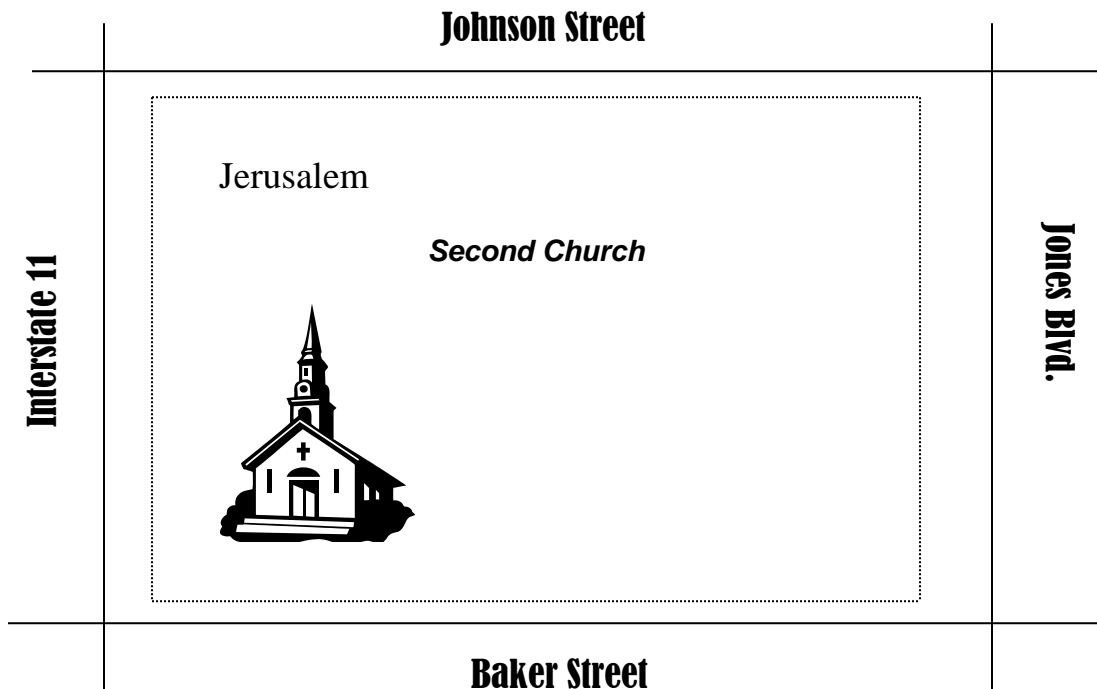 Johnson Street
Jerusalem
Second Church
Interstate 11
Jones Blvd.
Baker Street